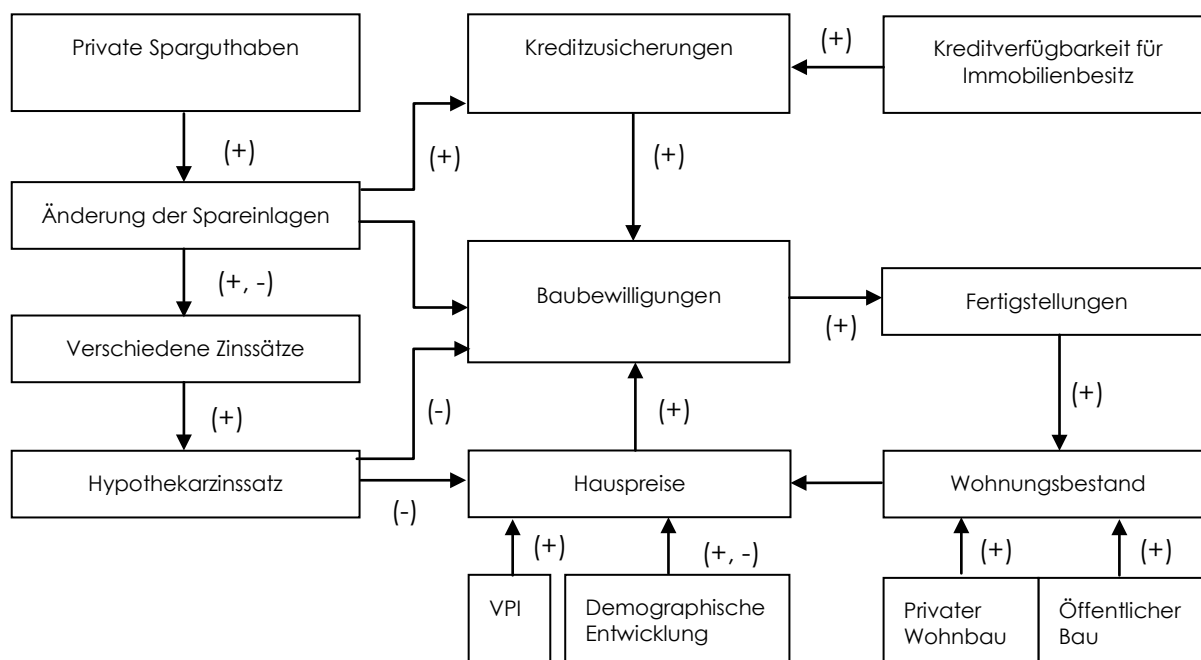 Private Sparguthaben
Kreditzusicherungen
(+)
Kreditverfügbarkeit für
Immobilienbesitz
(+)
(+)
(+)
Änderung der Spareinlagen
(+, -)
Baubewilligungen
(+)
Fertigstellungen
Verschiedene Zinssätze
(+)
(-)
(+)
(+)
Hypothekarzinssatz
(-)
Hauspreise
Wohnungsbestand
(+)
(+, -)
(+)
(+)
VPI
Demographische
Entwicklung
Privater
Wohnbau
Öffentlicher
Bau